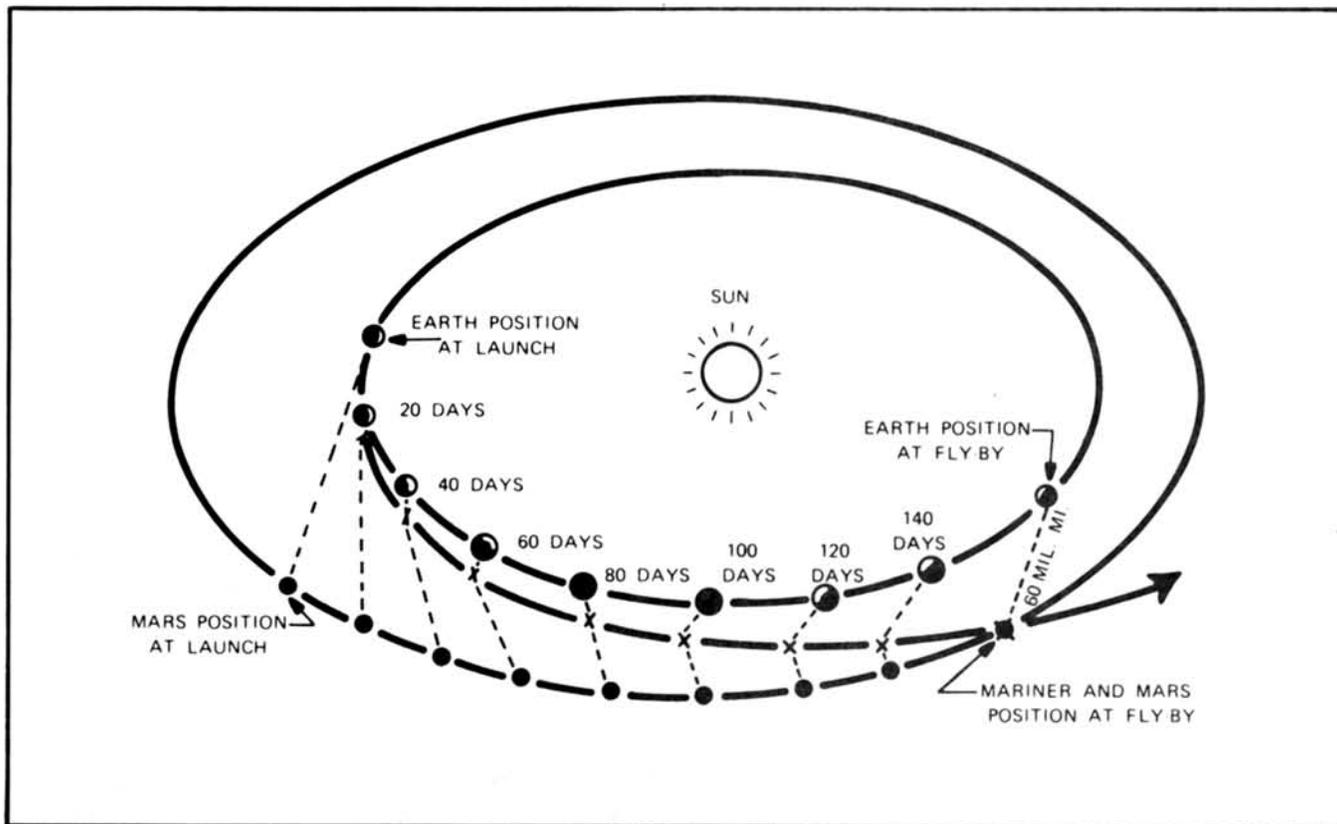 SUN
EARTH POSITION
AT LAUNCH
20 DAYS
40 DAYS
60 DAYS
80 DAYS
100
DAYS
120
DAYS
140
DAYS
EARTH POSITION
AT FLY-BY
60 MIL. MI.
MARS POSITION
AT LAUNCH
MARINER AND MARS
POSITION AT FLY-BY